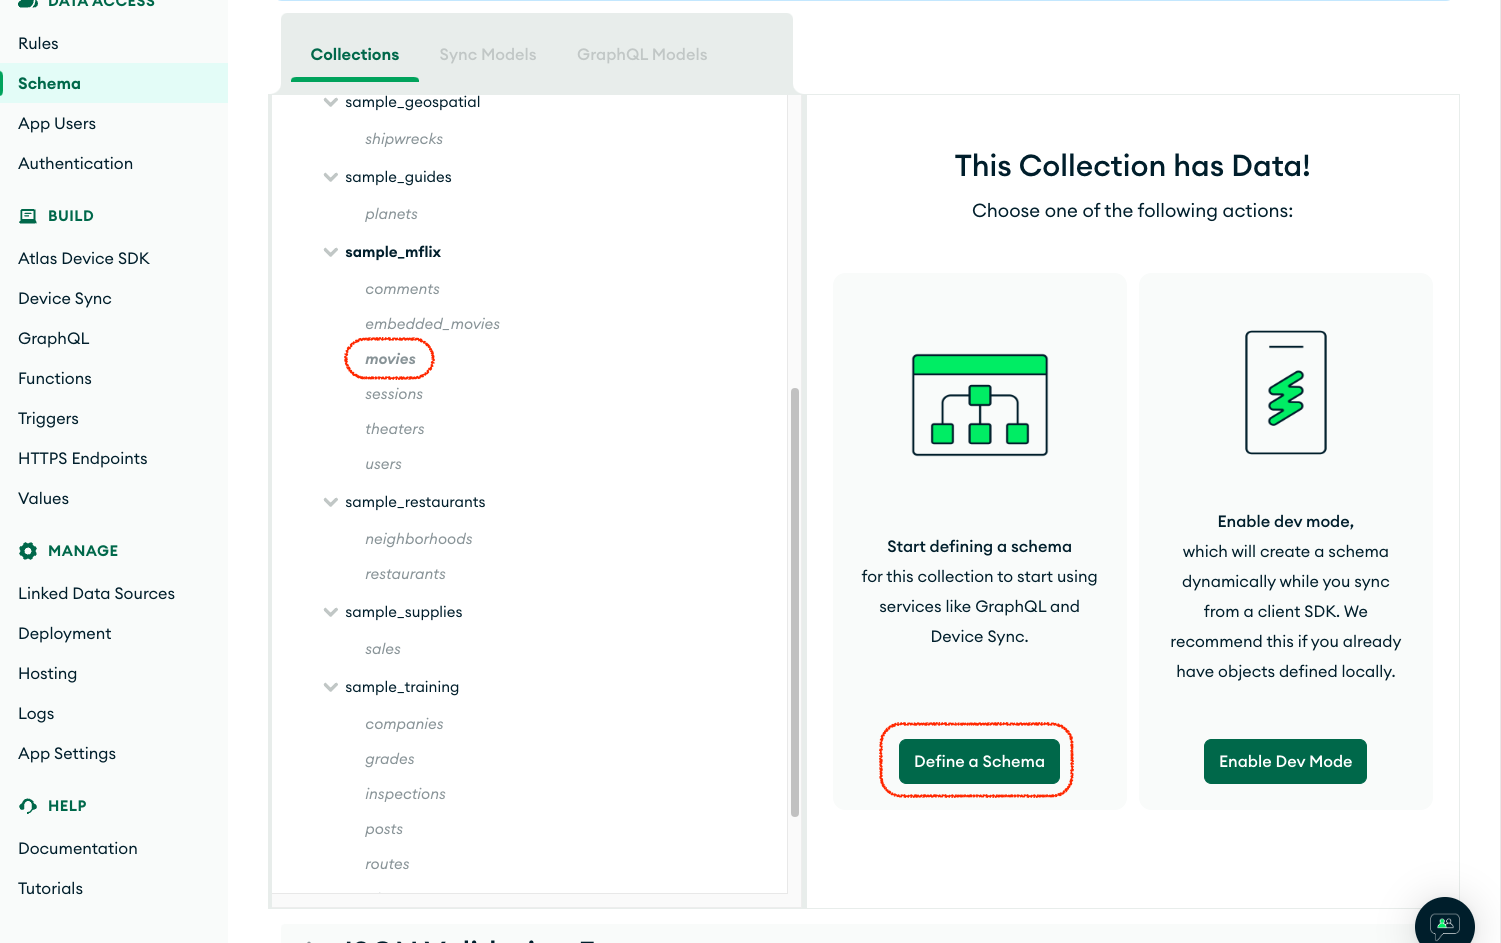 DATA ACCESS
Rules
Schema
App Users
Authentication
BUILD
Atlas Device SDK
Device Sync
GraphQL
Functions
Triggers
HTTPS Endpoints
Values
MANAGE
Linked Data Sources
Deployment
Hosting
Logs
App Settings
HELP
Documentation
Tutorials
Collections
Sync Models
GraphQL Models
sample_geospatial
shipwrecks
sample_guides
planets
sample_mflix
comments
embedded_movies
movies
sessions
theaters
users
sample_restaurants
neighborhoods
restaurants
sample_supplies
sales
sample_training
companies
grades
inspections
posts
routes
This Collection has Data!
Choose one of the following actions:
Start defining a schema
for this collection to start using
services like GraphQL and
Device Sync.
Define a Schema
Enable dev mode,
which will create a schema
dynamically while you sync
from a client SDK. We
recommend this if you already
have objects defined locally.
Enable Dev Mode